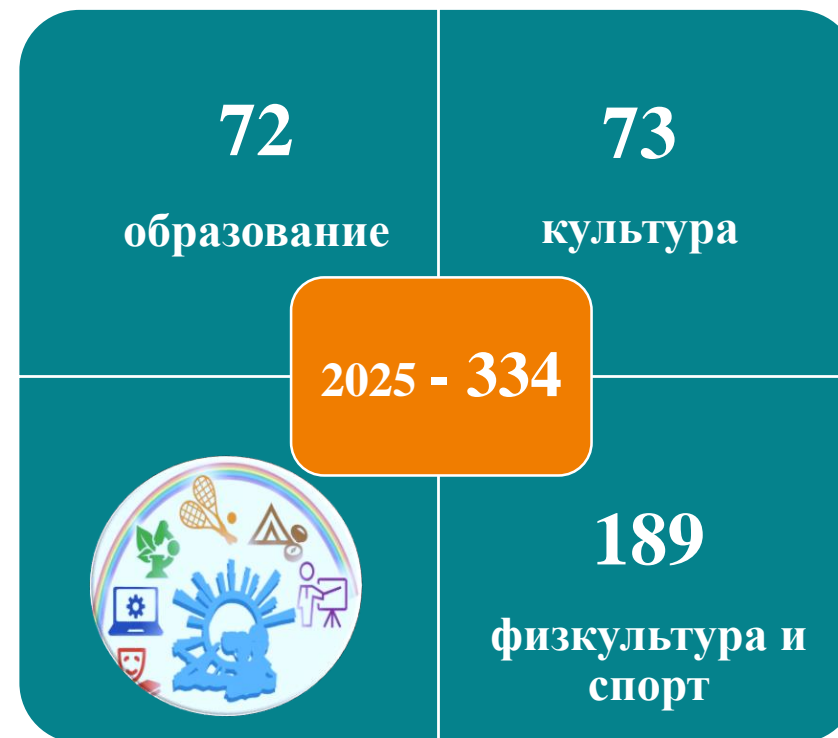 72
образование
73
культура
2025 - 334
189
физкультура и
спорт